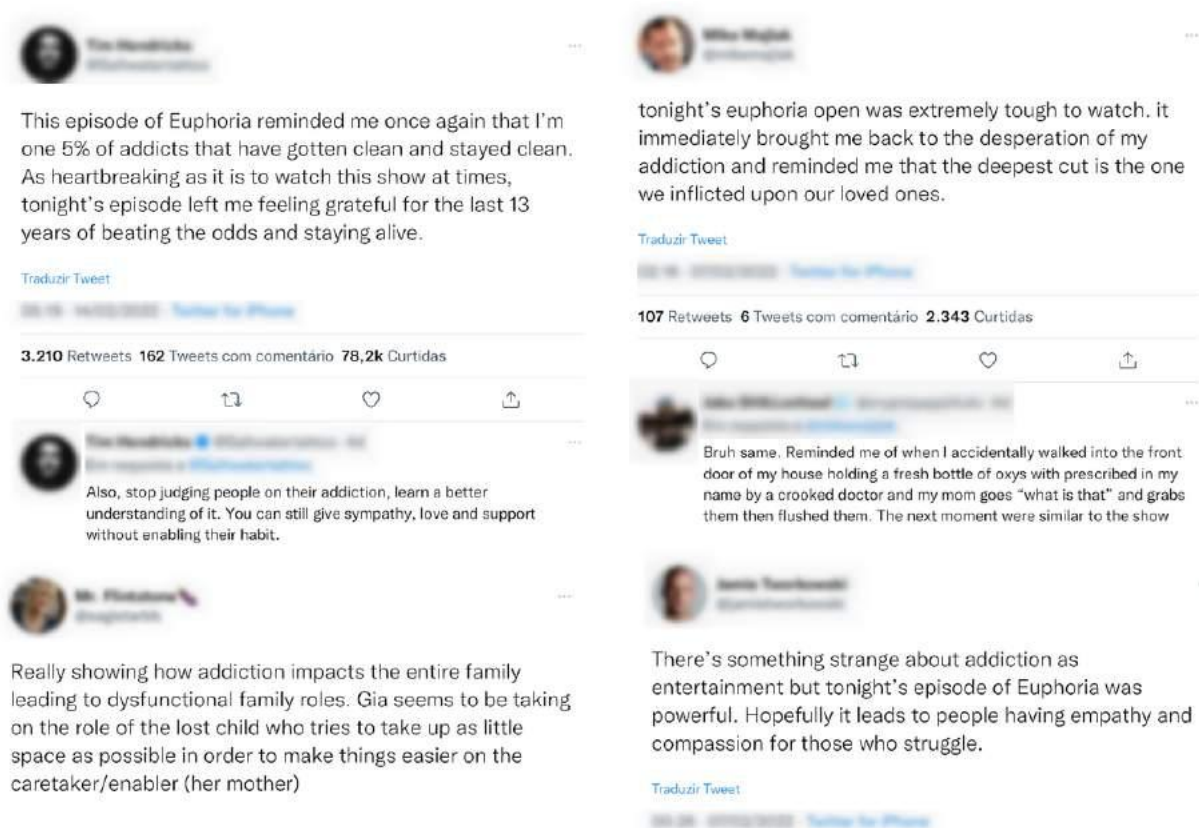 This episode of Euphoria reminded me once again that I'm
one 5% of addicts that have gotten clean and stayed clean.
As heartbreaking as it is to watch this show at times,
tonight's episode left me feeling grateful for the last 13
years of beating the odds and staying alive.
Traduzir Tweet
3.210 Retweets 162 Tweets com comentário 78,2k Curtidas
Also, stop judging people on their addiction, learn a better
understanding of it. You can still give sympathy, love and support
without enabling their habit.
Really showing how addiction impacts the entire family
leading to dysfunctional family roles. Gia seems to be taking
on the role of the lost child who tries to take up as little
space as possible in order to make things easier on the
caretaker/enabler (her mother)
tonight's euphoria open was extremely tough to watch. it
immediately brought me back to the desperation of my
addiction and reminded me that the deepest cut is the one
we inflicted upon our loved ones.
Traduzir Tweet
107 Retweets 6 Tweets com comentário 2.343 Curtidas
Bruh same. Reminded me of when I accidentally walked into the front
door of my house holding a fresh bottle of oxys with prescribed in my
name by a crooked doctor and my mom goes "what is that" and grabs
them then flushed them. The next moment were similar to the show
There's something strange about addiction as
entertainment but tonight's episode of Euphoria was
powerful. Hopefully it leads to people having empathy and
compassion for those who struggle.
Traduzir Tweet